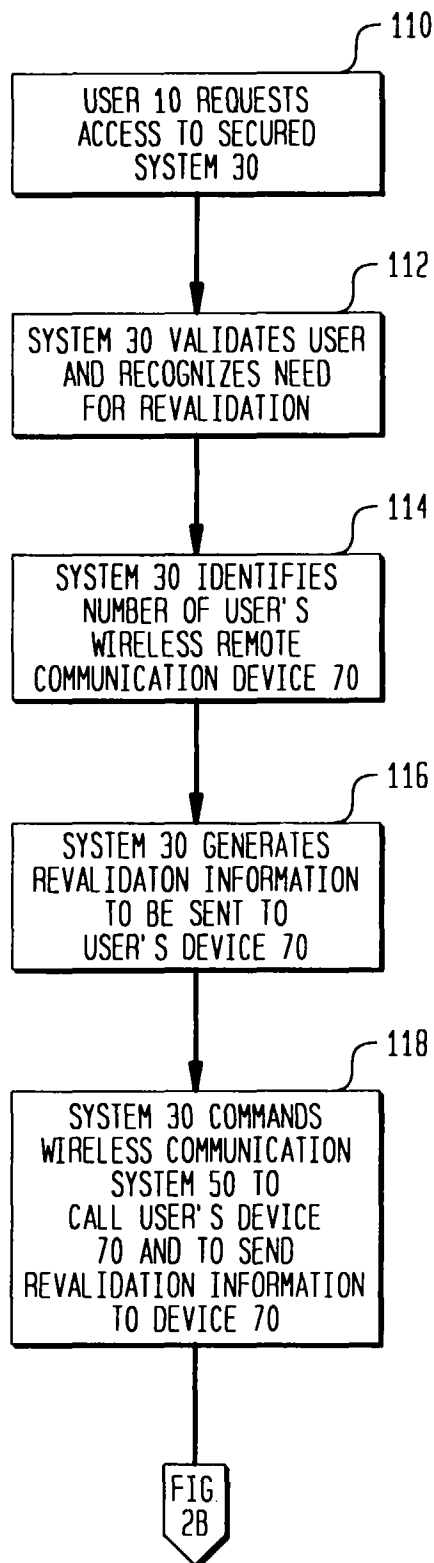 110
USER 10 REQUESTS
ACCESS TO SECURED
SYSTEM 30
112
SYSTEM 30 VALIDATES USER
AND RECOGNIZES NEED
FOR REVALIDATION
114
SYSTEM 30 IDENTIFIES
NUMBER OF USER'S
WIRELESS REMOTE
COMMUNICATION DEVICE 70
116
SYSTEM 30 GENERATES
REVALIDATON INFORMATION
TO BE SENT TO
USER'S DEVICE 70
118
SYSTEM 30 COMMANDS
WIRELESS COMMUNICATION
SYSTEM 50 TO
CALL USER'S DEVICE
70 AND TO SEND
REVALIDATION INFORMATION
TO DEVICE 70
FIG
2B